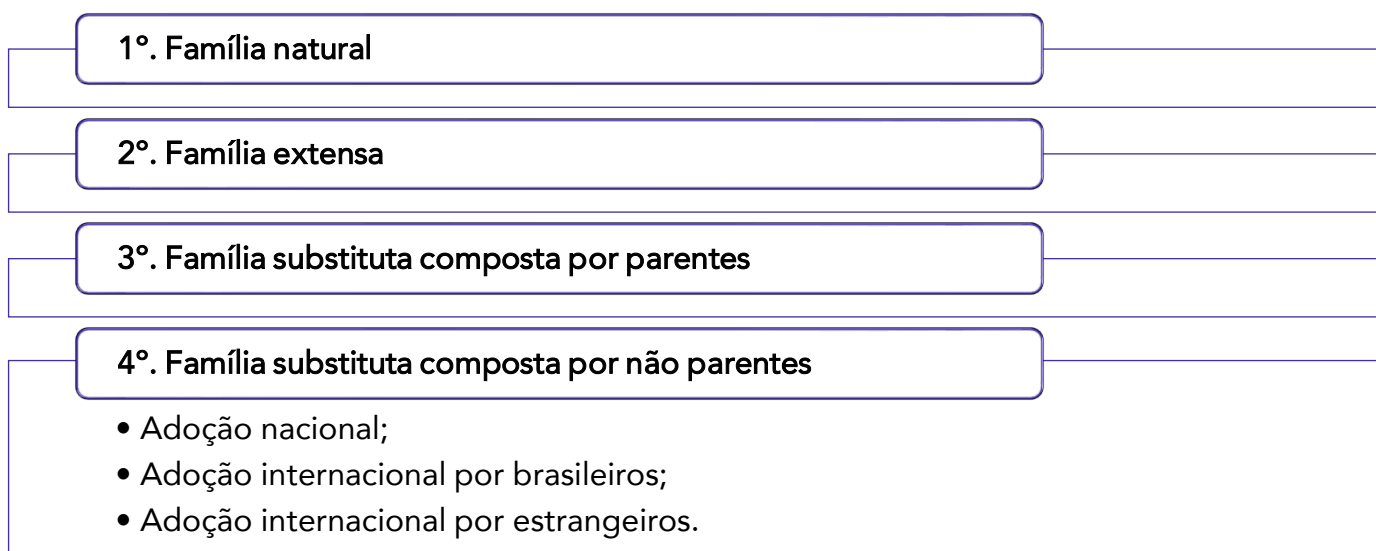 1º. Família natural
2º. Família extensa
3º. Família substituta composta por parentes
4º. Família substituta composta por não parentes
• Adoção nacional;
• Adoção internacional por brasileiros;
• Adoção internacional por estrangeiros.